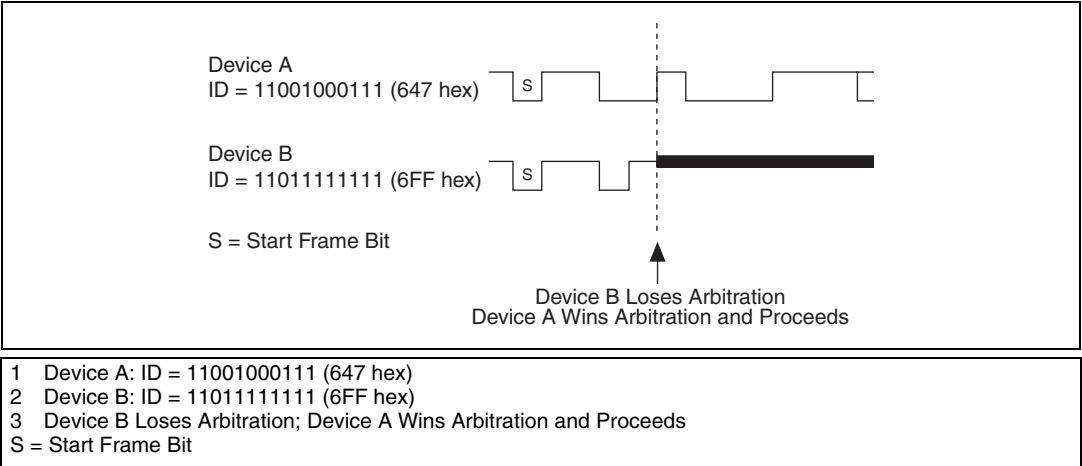 Device A
ID = 11001000111 (647 hex)
S
Device B
ID = 11011111111 (6FF hex)
S
S = Start Frame Bit
Device B Loses Arbitration
Device A Wins Arbitration and Proceeds
1 Device A: ID = 11001000111 (647 hex)
2 Device B: ID = 11011111111 (6FF hex)
3 Device B Loses Arbitration; Device A Wins Arbitration and Proceeds
S = Start Frame Bit